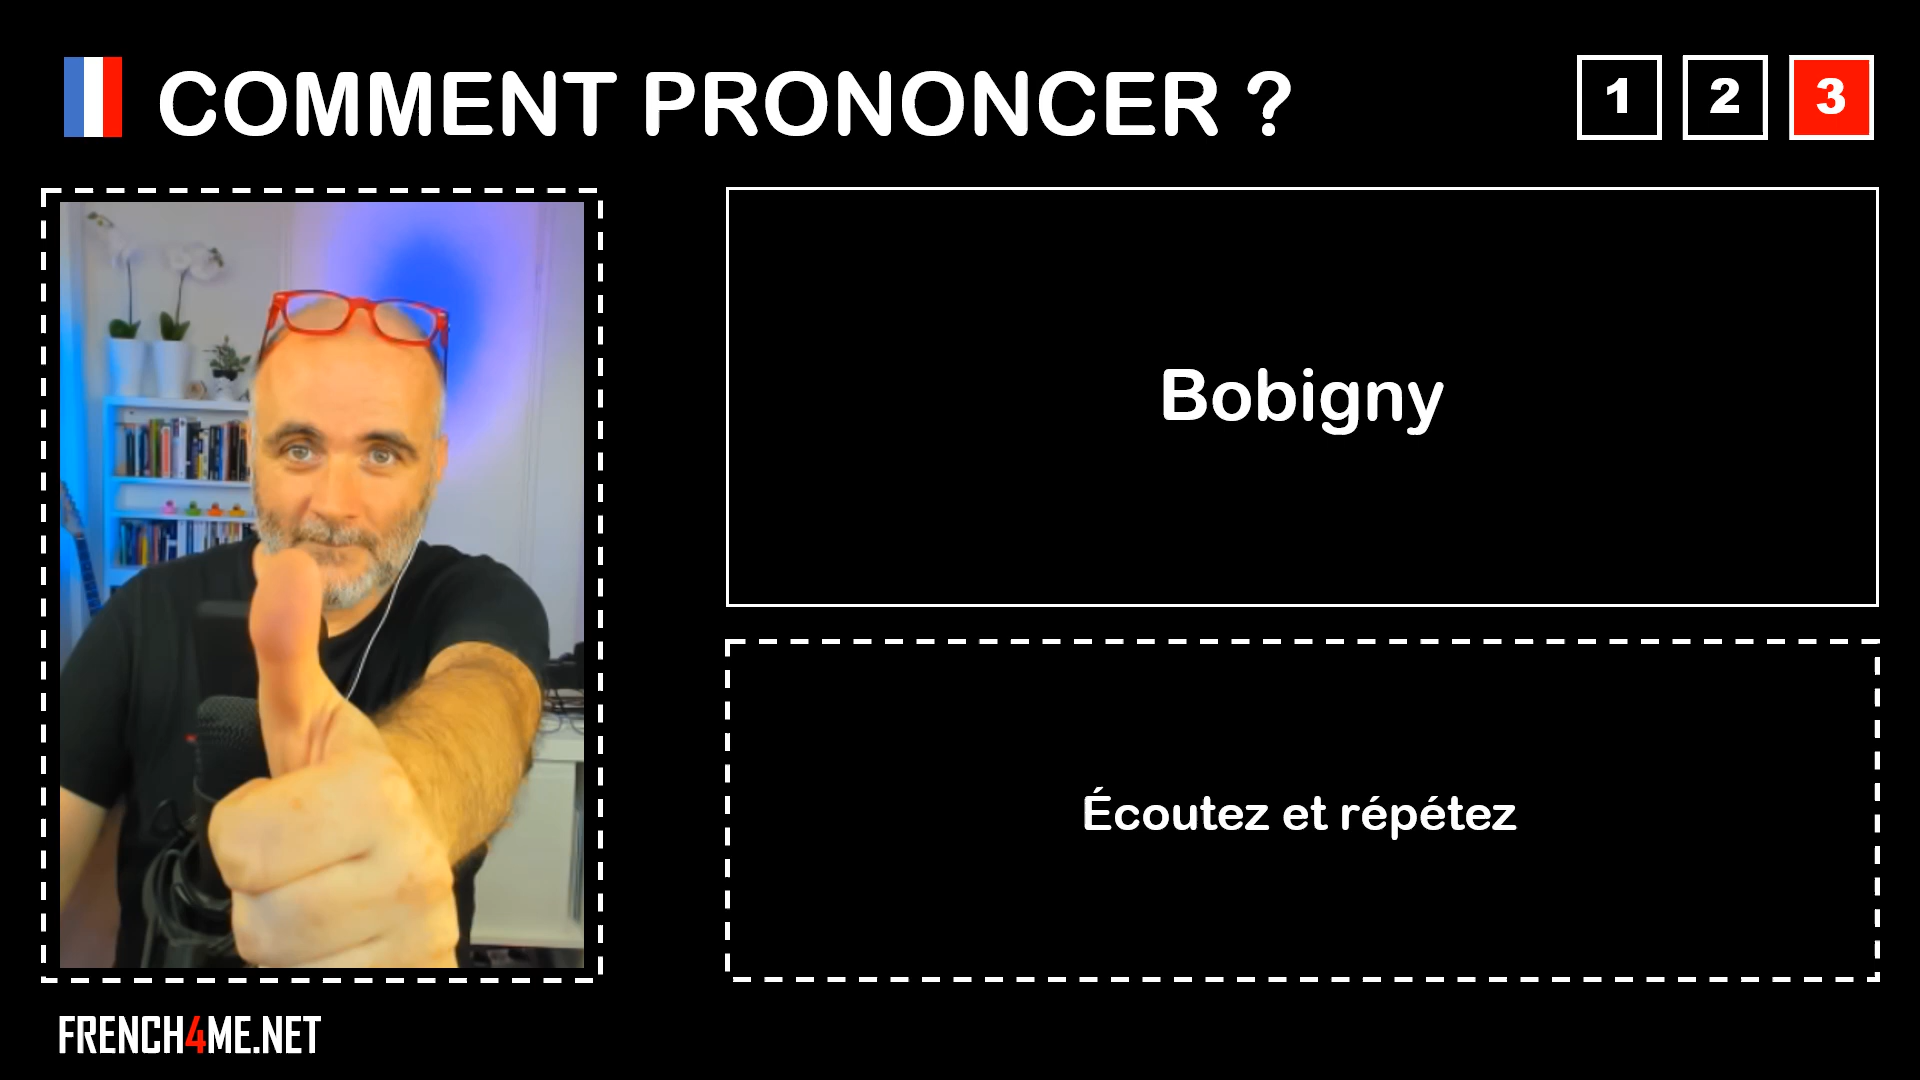 COMMENT PRONONCER ?
1 2 3
Bobigny
Écoutez et répétez
FRENCH4ME.NET